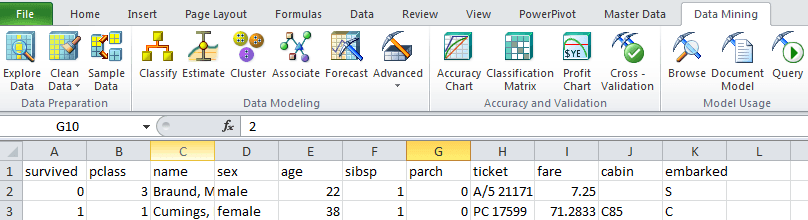 File Home Insert Page Layout Formulas Data Review View PowerPivot Master Data Data Mining
Explore Data Clean Data Sample Data Classify Estimate Cluster Associate Forecast Advanced Accuracy Chart Classification Matrix $YE Profit Chart Cross - Validation Browse Document Model Query
Data Preparation Data Modeling Accuracy and Validation Model Usage
G10 fx 2
A B C D E F G H I J K L
1 survived pclass name sex age sibsp parch ticket fare cabin embarked
2 0 3 Braund, M male 22 1 0 A/5 21171 7.25 S
3 1 1 Cumings, female 38 1 0 PC 17599 71.2833 C85 C